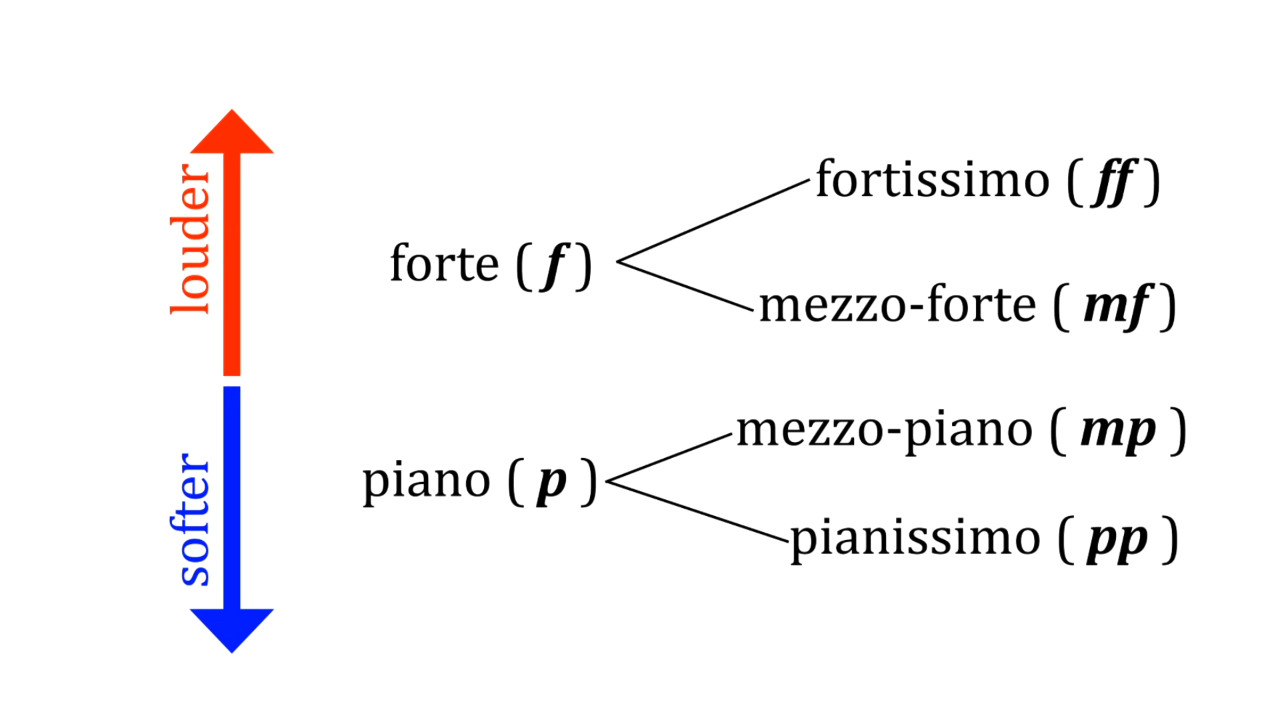 louder
softer
forte ( f )
fortissimo ( ff )
mezzo-forte ( mf )
piano ( p )
mezzo-piano ( mp )
pianissimo ( pp )